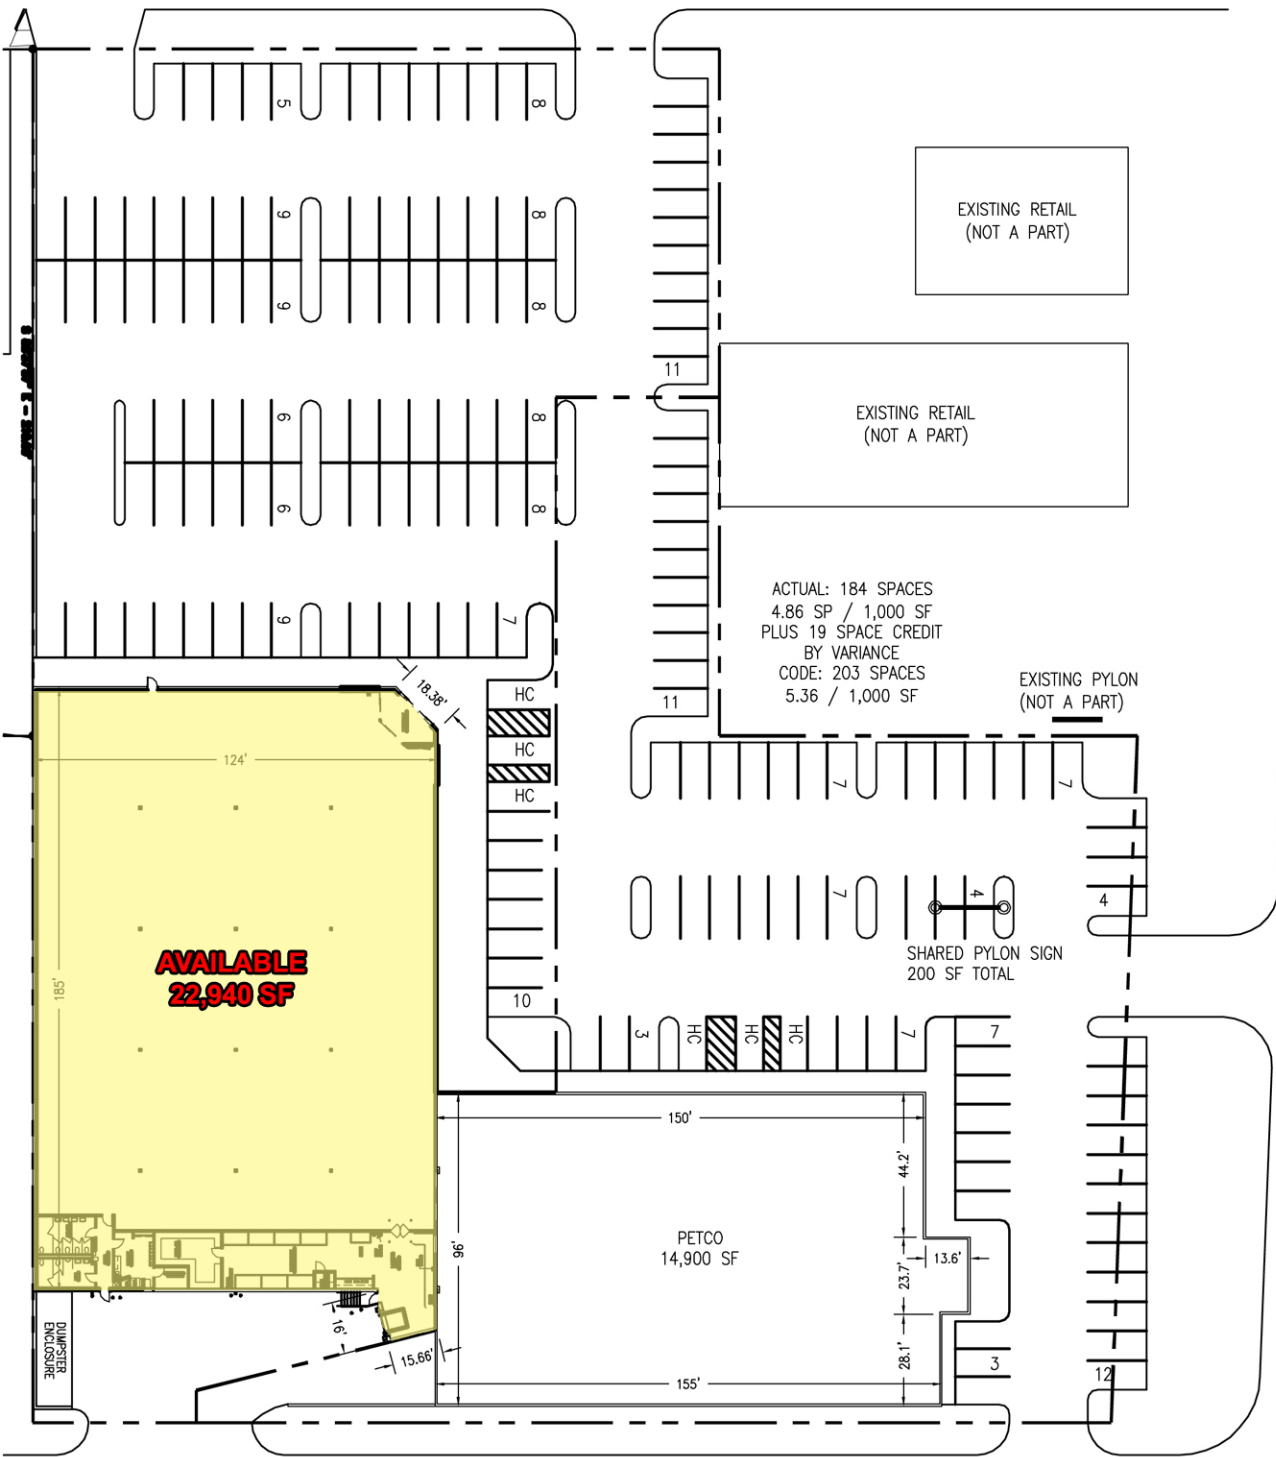 5
8
9
8
9
8
11
6
8
6
8
9
7
11
EXISTING RETAIL
(NOT A PART)
EXISTING RETAIL
(NOT A PART)
ACTUAL: 184 SPACES
4.86 SP / 1,000 SF
PLUS 19 SPACE CREDIT
BY VARIANCE
CODE: 203 SPACES
5.36 / 1,000 SF
EXISTING PYLON
(NOT A PART)
18.38'
HC
HC
HC
124'
7
7
7
4
4
SHARED PYLON SIGN
200 SF TOTAL
AVAILABLE
22,940 SF
185'
10
3
HC
HC
HC
7
7
150'
44.2'
96'
PETCO
14,900 SF
13.6'
23.7'
28.1'
16'
15.66'
155'
3
12
DUMPSTER
ENCLOSURE